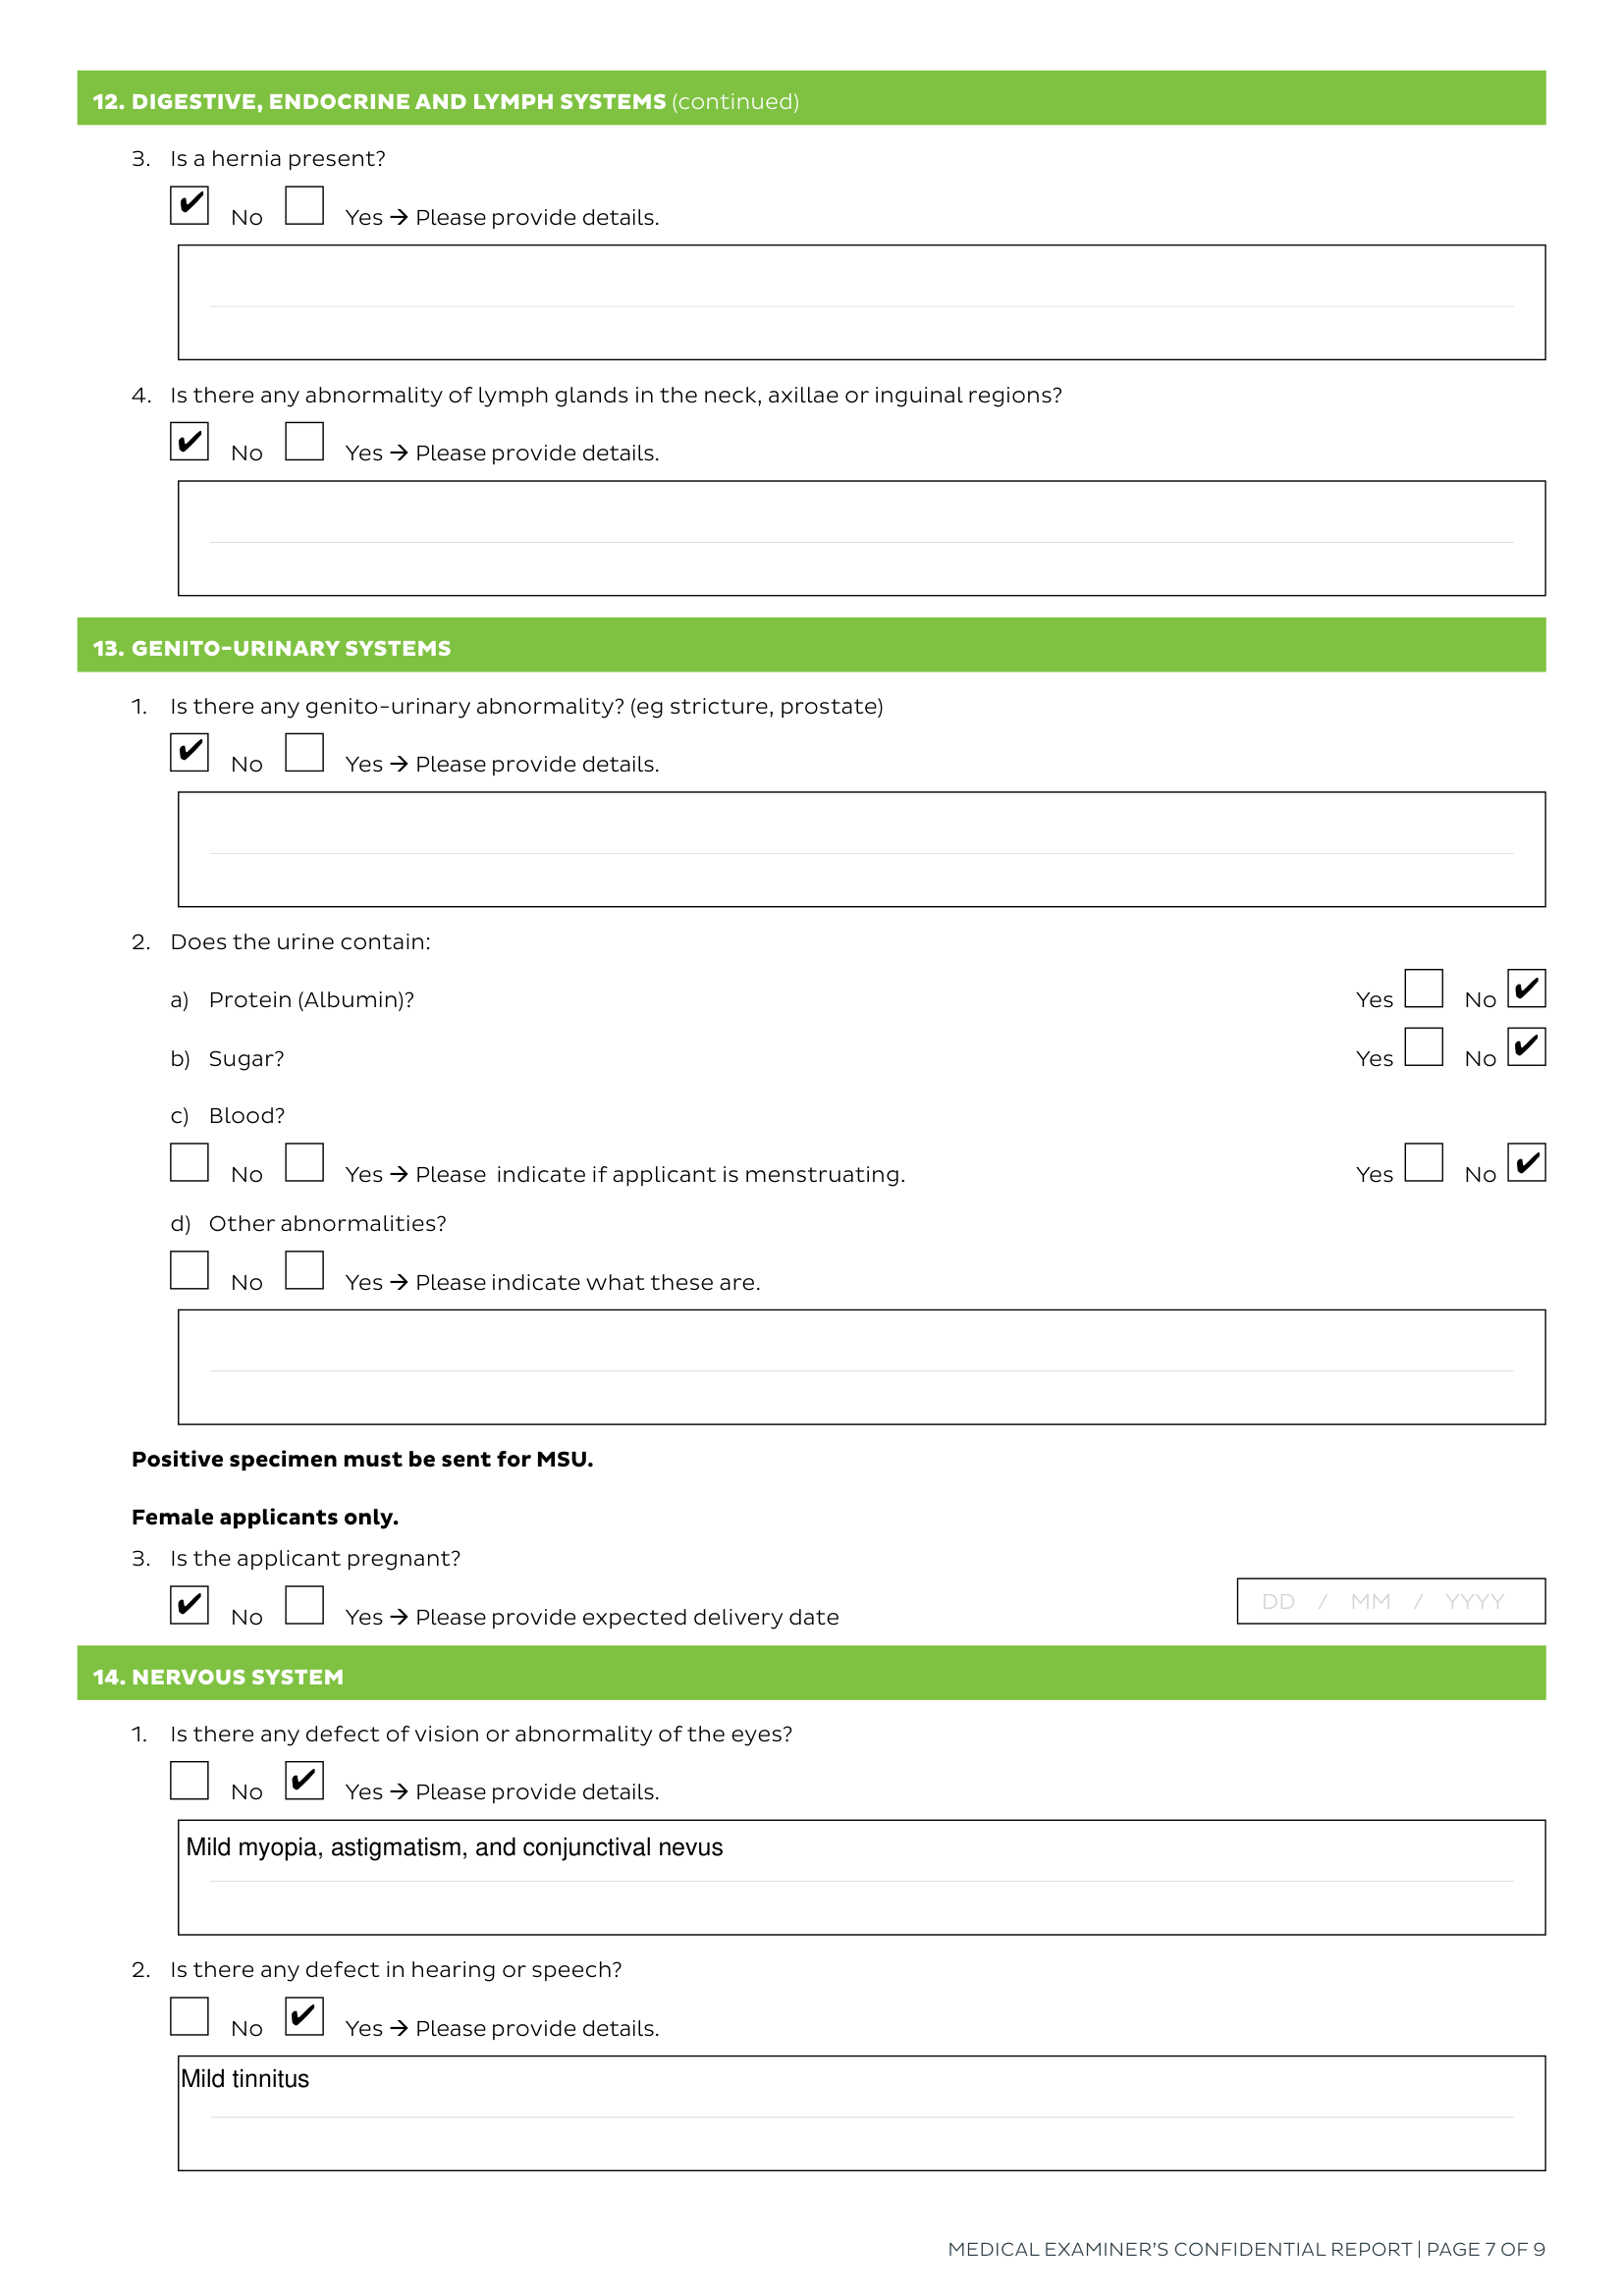 12. DIGESTIVE, ENDOCRINE AND LYMPH SYSTEMS (continued)
3. Is a hernia present?
✔ No Yes → Please provide details.
4. Is there any abnormality of lymph glands in the neck, axillae or inguinal regions?
✔ No Yes → Please provide details.
13. GENITO-URINARY SYSTEMS
1. Is there any genito-urinary abnormality? (eg stricture, prostate)
✔ No Yes → Please provide details.
2. Does the urine contain:
a) Protein (Albumin)? Yes No ✔
b) Sugar? Yes No ✔
c) Blood?
No Yes → Please indicate if applicant is menstruating. Yes No ✔
d) Other abnormalities?
No Yes → Please indicate what these are.
Positive specimen must be sent for MSU.
Female applicants only.
3. Is the applicant pregnant?
✔ No Yes → Please provide expected delivery date DD / MM / YYYY
14. NERVOUS SYSTEM
1. Is there any defect of vision or abnormality of the eyes?
No ✔ Yes → Please provide details.
Mild myopia, astigmatism, and conjunctival nevus
2. Is there any defect in hearing or speech?
No ✔ Yes → Please provide details.
Mild tinnitus
MEDICAL EXAMINER'S CONFIDENTIAL REPORT | PAGE 7 OF 9